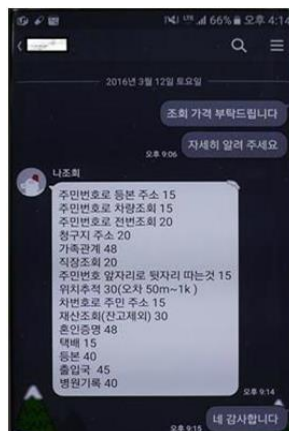 66% 오후 4:14
2016년 3월 12일 토요일
조회 가격 부탁드립니다
자세히 알려 주세요
오후 9:06
나조회
주민번호로 등본 주소 15
주민번호로 차량조회 15
주민번호로 전번조회 20
청구지 주소 20
가족관계 48
직장조회 20
주민번호 앞자리로 뒷자리 따는것 15
위치추적 30(오차 50m~1k )
차번호로 주민 주소 15
재산조회(잔고제외) 30
혼인증명 48
택배 15
등본 40
출입국 45
병원기록 40
오후 9:14
네 감사합니다
오후 9:15